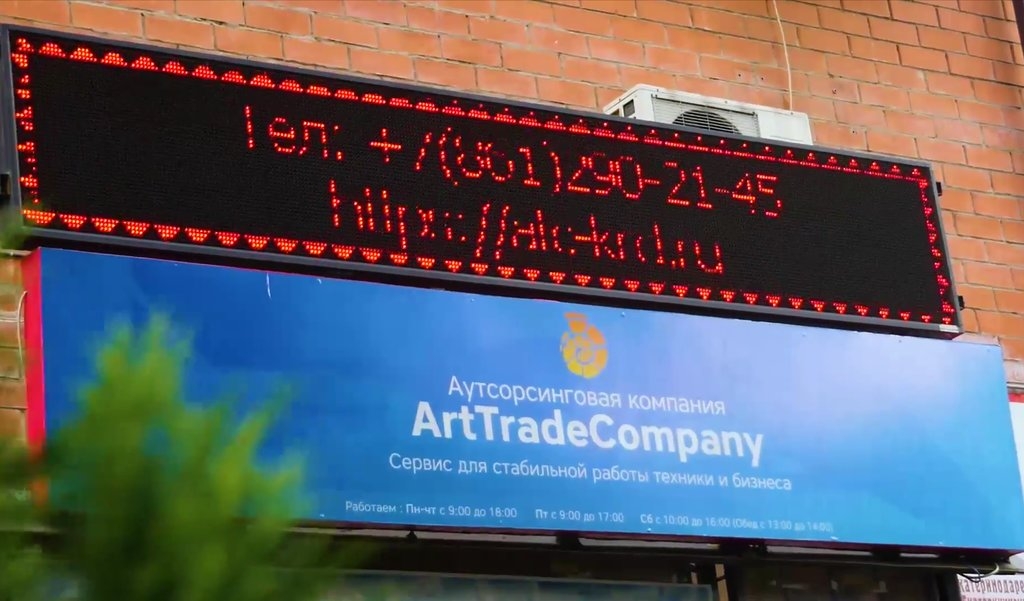 Тел: +7(861)290-21-45
https://atc-krd.ru
Аутсорсинговая компания
ArtTradeCompany
Сервис для стабильной работы техники и бизнеса
Работаем : Пн-чт с 9:00 до 18:00 Пт с 9:00 до 17:00 Сб с 10:00 до 16:00 (Обед с 13:00 до 14:00)